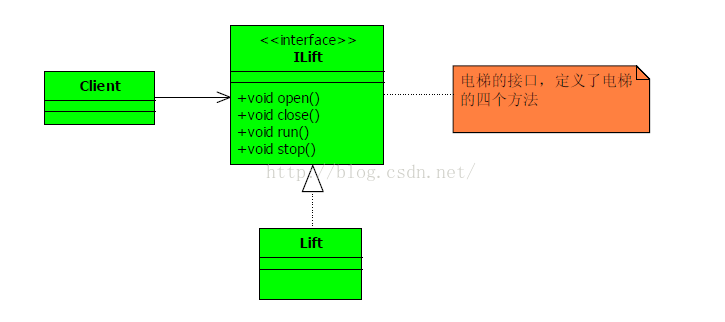 <<interface>>
ILift
Client
+void open()
+void close()
+void run()
+void stop()
电梯的接口，定义了电梯
的四个方法
http://blog.csdn.net/
Lift